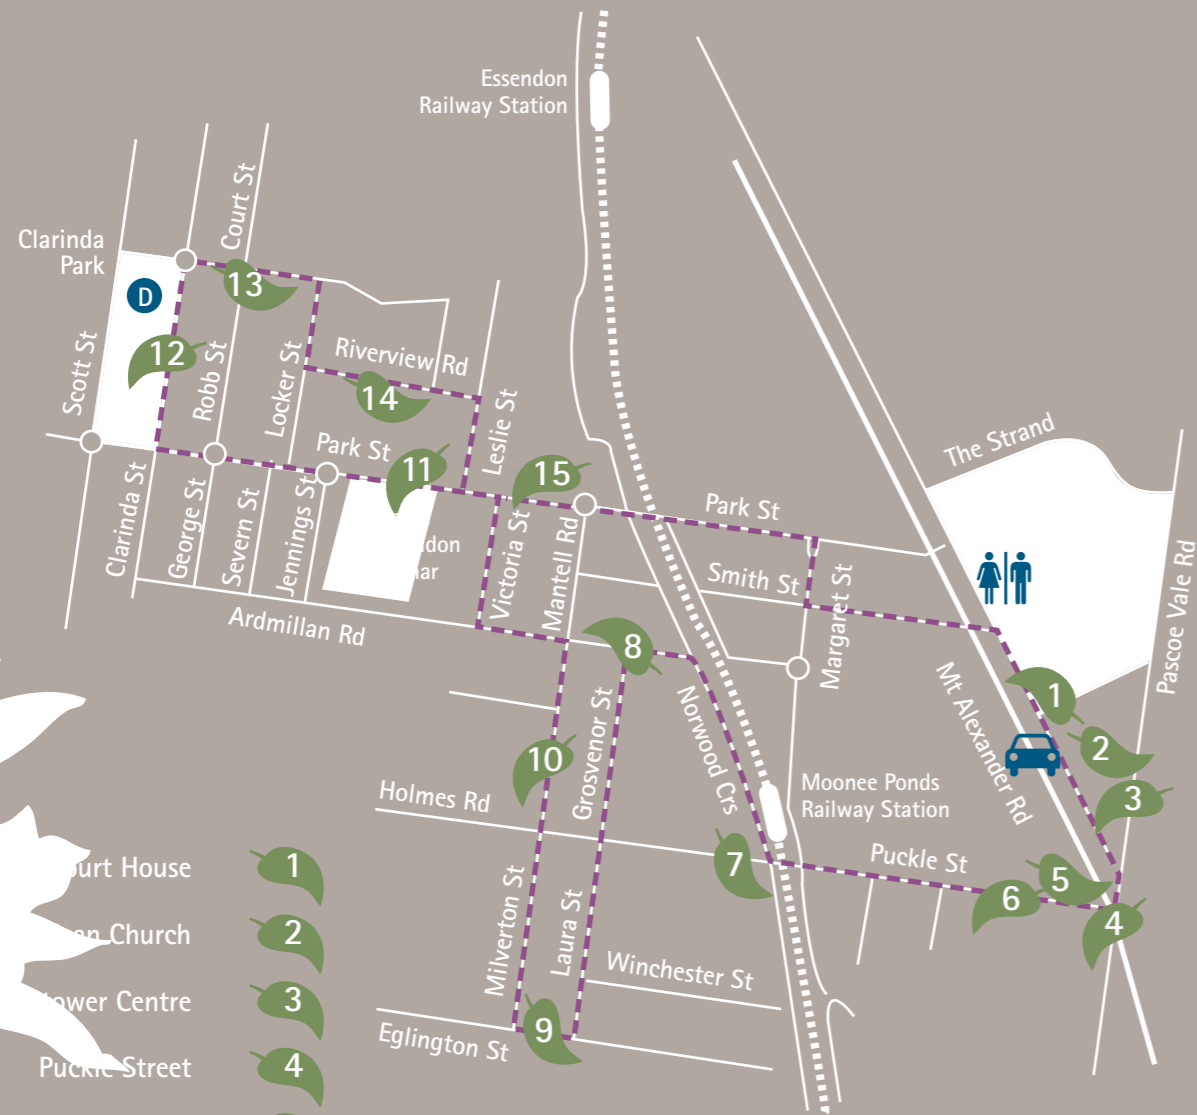 Essendon
Railway Station
Court St
Clarinda
Park
D
13
12
Scott St
Robb St
Locker St
Riverview Rd
14
Leslie St
Park St
11
15
Park St
The Strand
Clarinda St
George St
Severn St
Jennings St
Victoria St
Mantell Rd
Smith St
Margaret St
Pascoe Vale Rd
Ardmillan Rd
8
Norwood Crs
Mt Alexander Rd
1
2
3
10
Grosvenor St
Holmes Rd
Moonee Ponds
Railway Station
7
Puckle St
5
6
4
Milverton St
Laura St
Winchester St
9
Eglington St
ourt House
1
Church
2
ower Centre
3
Puckle Street
4